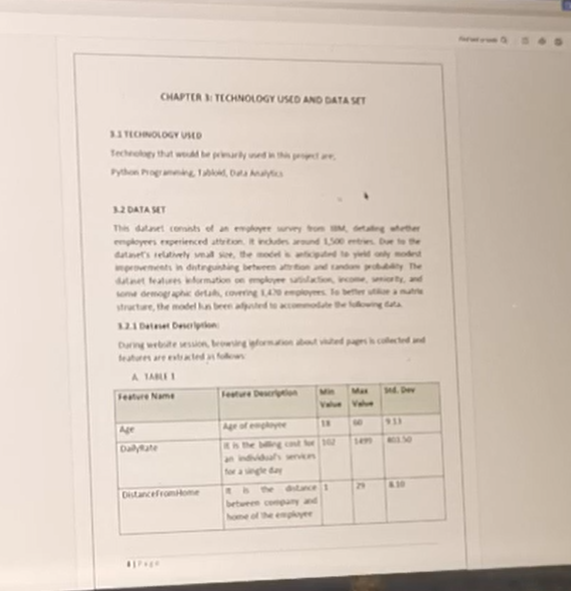 CHAPTER 3: TECHNOLOGY USED AND DATA SET
3.1 TECHNOLOGY USED
Technology that would be primarily used in this project are;
Python Programming, Tabloid, Data Analytics
3.2 DATA SET
This dataset consists of an employee survey from IBM, detailing whether
employees experienced attrition. It includes around 1,500 entries. Due to the
dataset's relatively small size, the model is anticipated to yield only modest
improvements in distinguishing between attrition and random probability. The
dataset features information on employee satisfaction, income, seniority, and
some demographic details, covering 1,470 employees. To better utilize a matrix
structure, the model has been adjusted to accommodate the following data.
3.2.1 Dataset Description:
During website session, browsing information about visited pages is collected and
features are extracted as follows:
A. TABLE 1
Feature Name Feature Description Min Value Max Value Std. Dev
Age Age of employee 18 60 9.13
DailyRate It is the billing cost for 102 1499
an individual's services
for a single day
DistanceFromHome It is the distance 1 29 8.10
between company and
home of the employee
Page